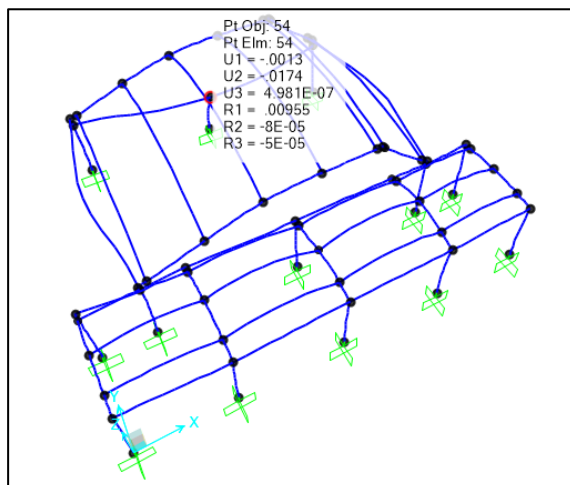 Pt Obj: 54
Pt Elm: 54
U1 = -.0013
U2 = -.0174
U3 = 4.981E-07
R1 = .00955
R2 = -8E-05
R3 = -5E-05
Y
Z
X